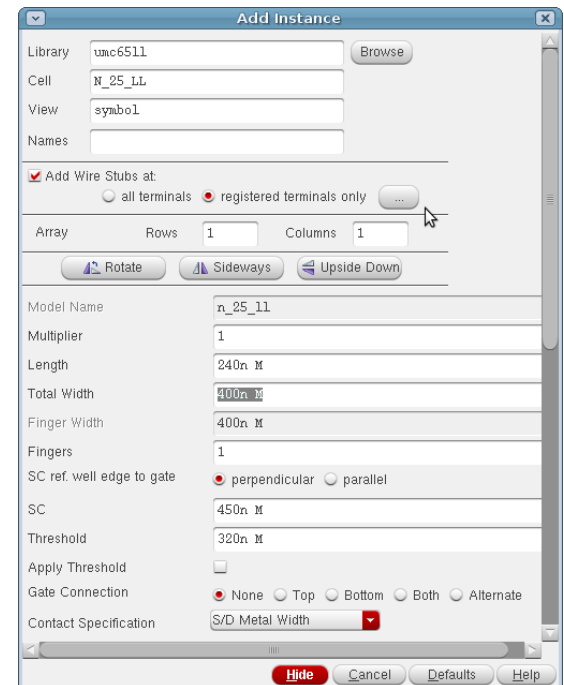 Add Instance
Library umc65ll Browse
Cell N_25_LL
View symbol
Names
Add Wire Stubs at:
all terminals registered terminals only ...
Array Rows 1 Columns 1
Rotate Sideways Upside Down
Model Name n_25_ll
Multiplier 1
Length 240n M
Total Width 400n M
Finger Width 400n M
Fingers 1
SC ref. well edge to gate perpendicular parallel
SC 450n M
Threshold 320n M
Apply Threshold
Gate Connection None Top Bottom Both Alternate
Contact Specification S/D Metal Width
Hide Cancel Defaults Help